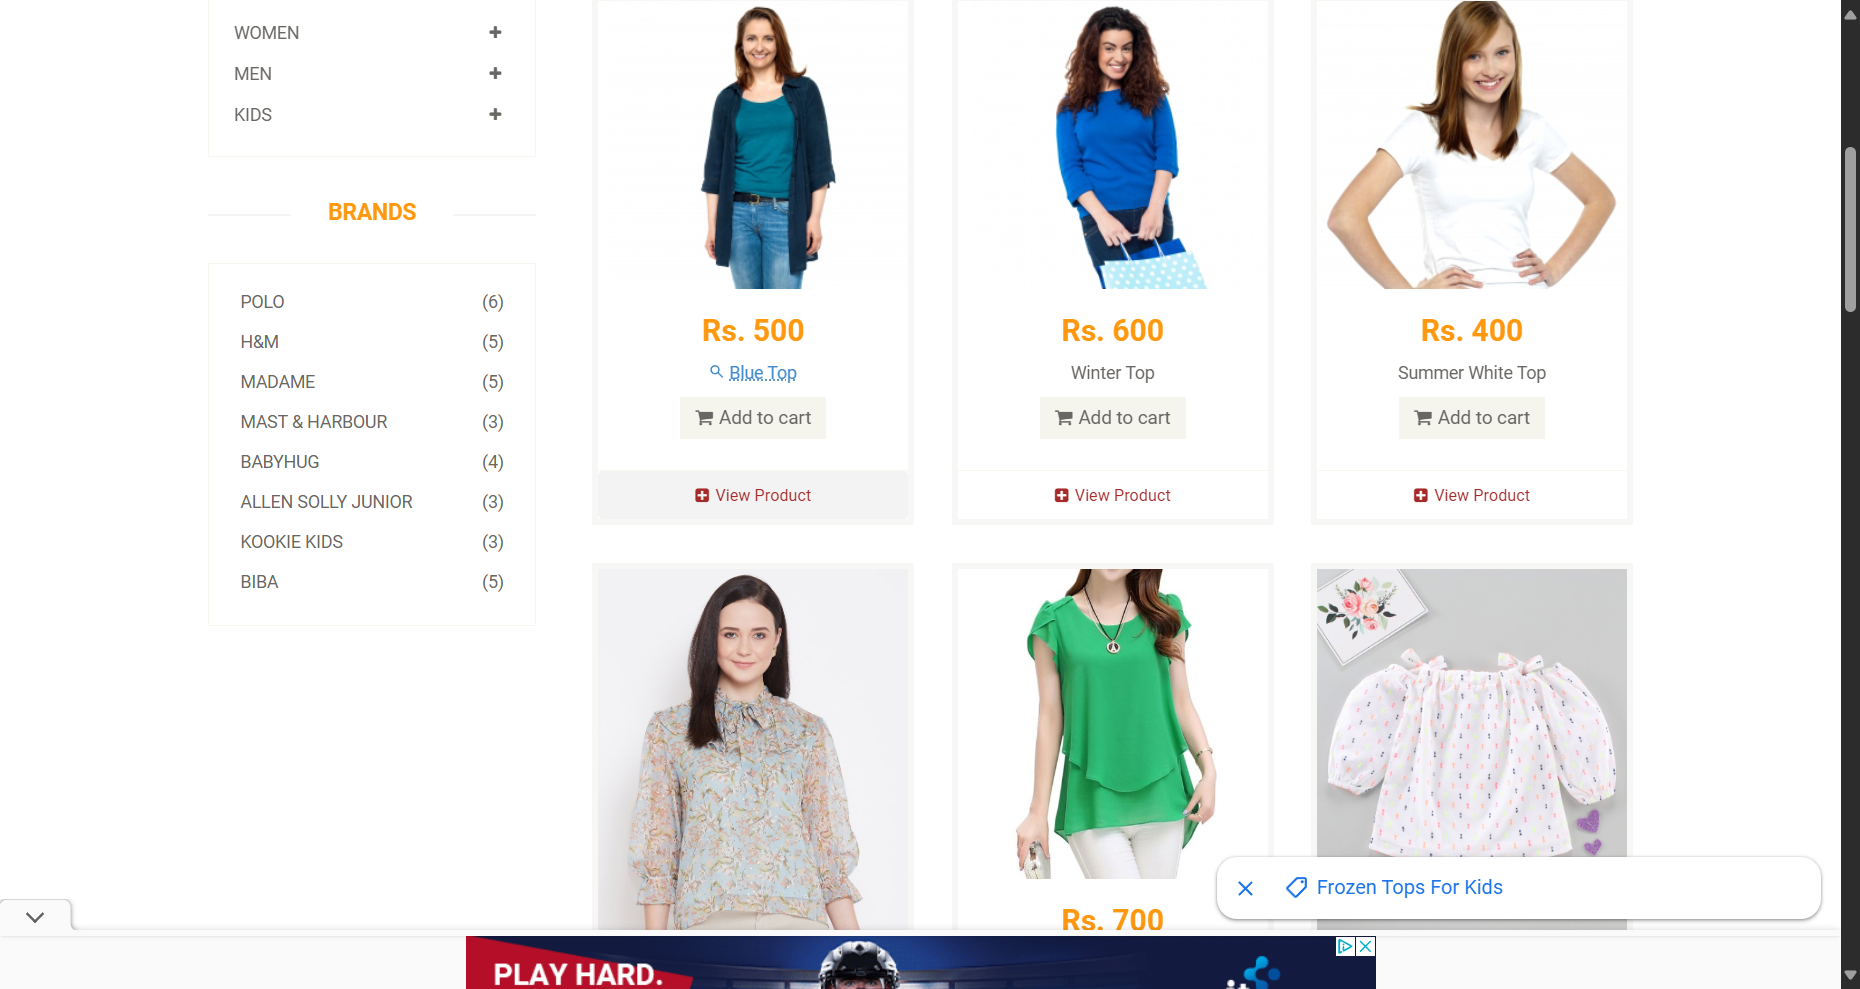 WOMEN
MEN
KIDS
BRANDS
POLO (6)
H&M (5)
MADAME (5)
MAST & HARBOUR (3)
BABYHUG (4)
ALLEN SOLLY JUNIOR (3)
KOOKIE KIDS (3)
BIBA (5)
Rs. 500
Blue Top
Add to cart
View Product
Rs. 600
Winter Top
Add to cart
View Product
Rs. 400
Summer White Top
Add to cart
View Product
Rs. 700
Frozen Tops For Kids
PLAY HARD.